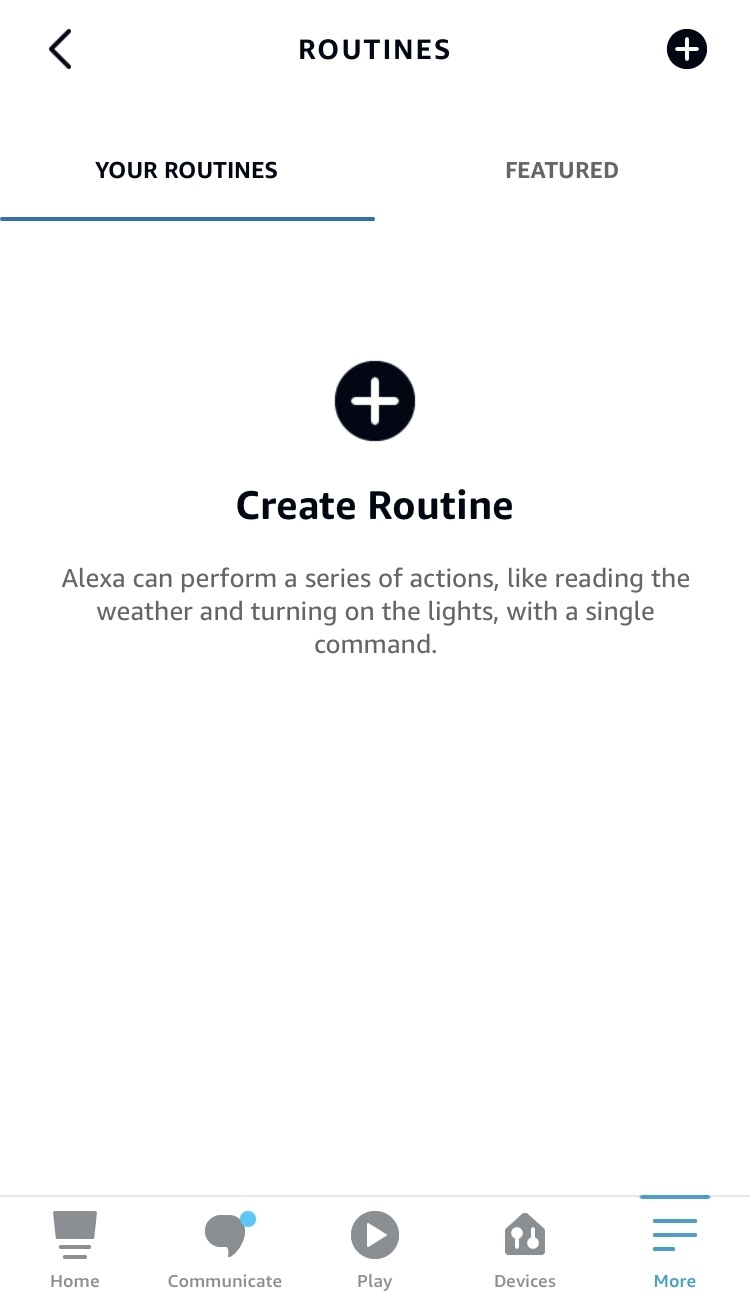 ROUTINES
YOUR ROUTINES
FEATURED
Create Routine
Alexa can perform a series of actions, like reading the
weather and turning on the lights, with a single
command.
Home
Communicate
Play
Devices
More